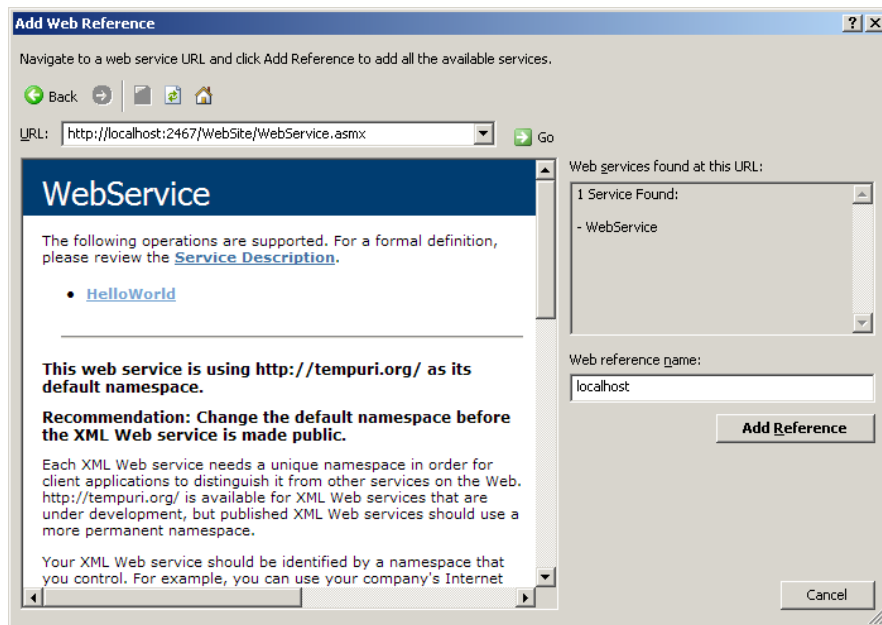 Add Web Reference
Navigate to a web service URL and click Add Reference to add all the available services.
Back
URL: http://localhost:2467/WebSite/WebService.asmx Go
WebService
The following operations are supported. For a formal definition,
please review the Service Description.
• HelloWorld
This web service is using http://tempuri.org/ as its
default namespace.
Recommendation: Change the default namespace before
the XML Web service is made public.
Each XML Web service needs a unique namespace in order for
client applications to distinguish it from other services on the Web.
http://tempuri.org/ is available for XML Web services that are
under development, but published XML Web services should use a
more permanent namespace.
Your XML Web service should be identified by a namespace that
you control. For example, you can use your company's Internet
Web services found at this URL:
1 Service Found:
- WebService
Web reference name:
localhost
Add Reference
Cancel